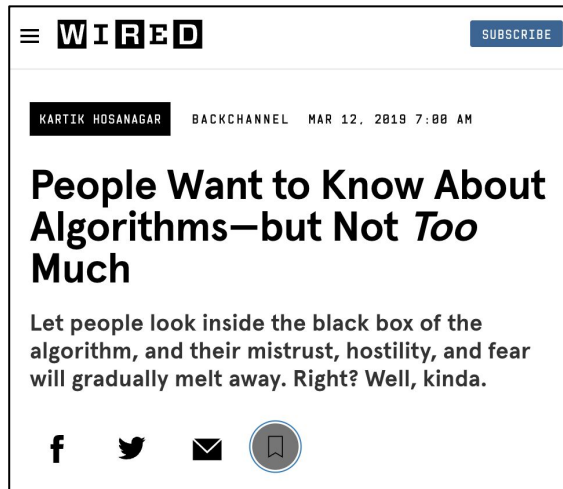 WIRED
SUBSCRIBE
KARTIK HOSANAGAR BACKCHANNEL MAR 12, 2019 7:00 AM
People Want to Know About
Algorithms—but Not Too
Much
Let people look inside the black box of the
algorithm, and their mistrust, hostility, and fear
will gradually melt away. Right? Well, kinda.